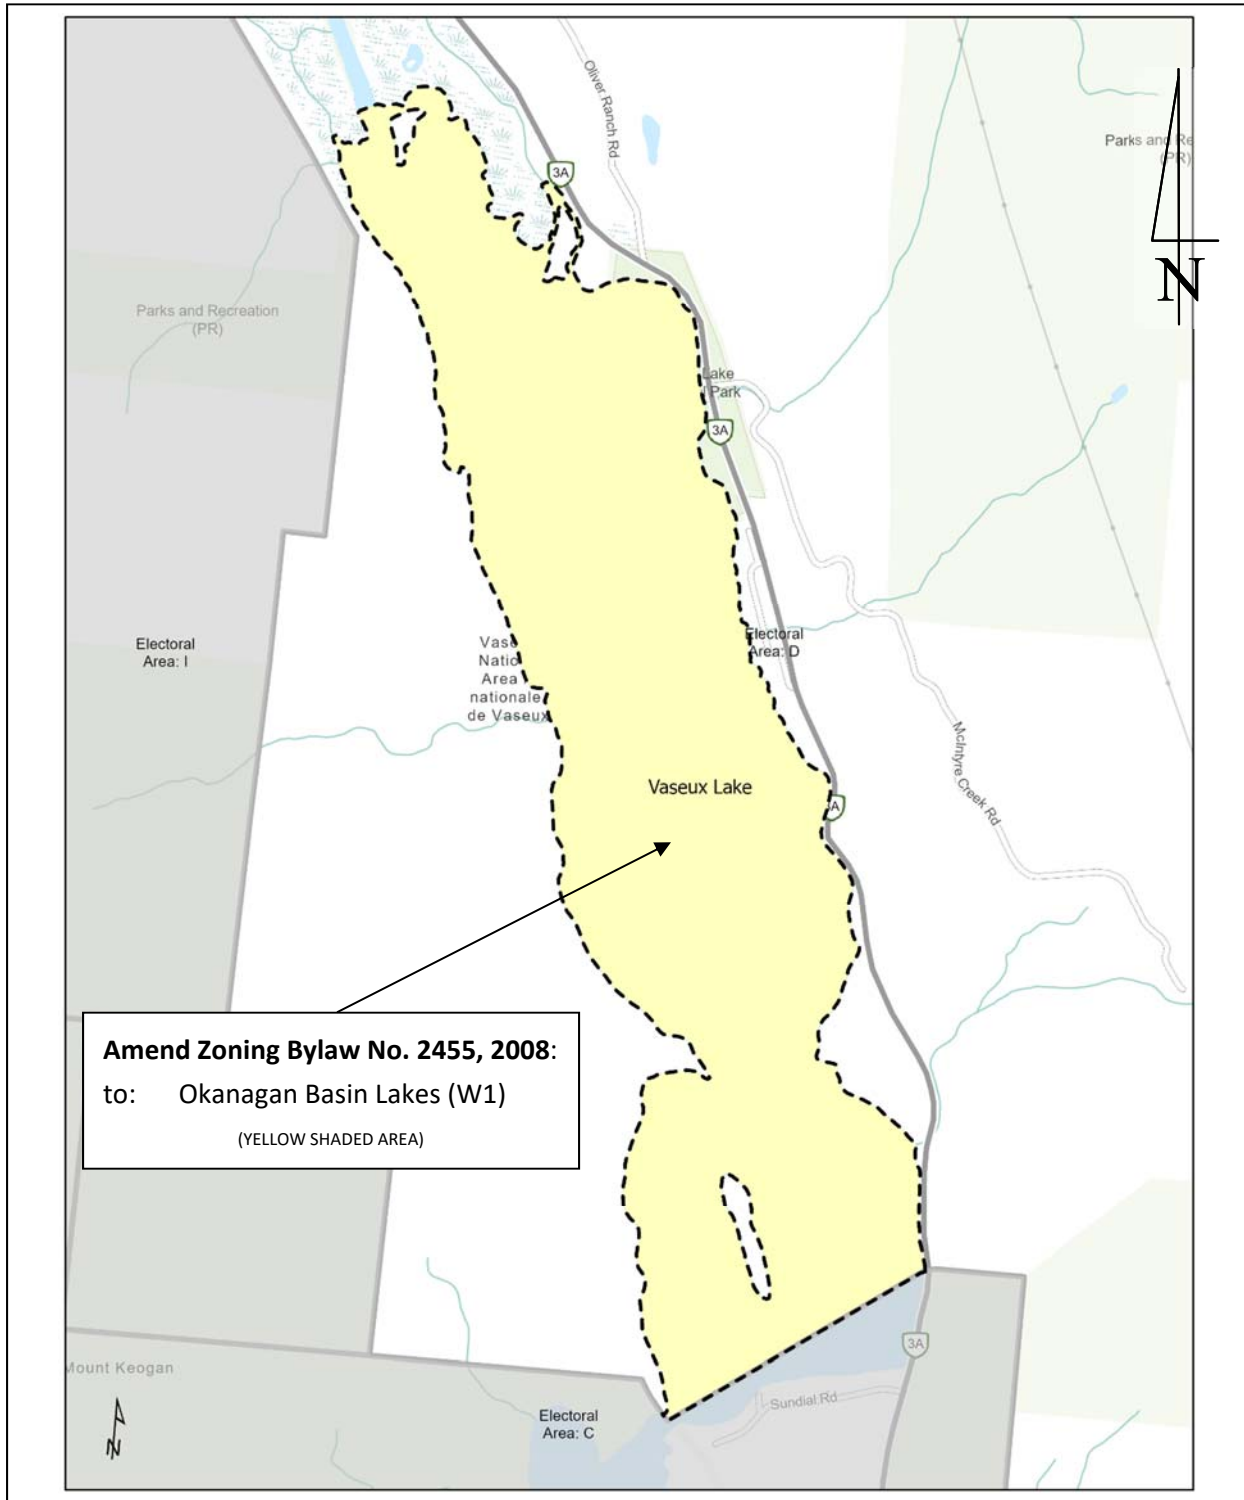 Oliver Ranch Rd
3A
Parks and Re
(PR)
N
Parks and Recreation
(PR)
Lake
l Park
3A
Electoral
Area: I
Electoral
Area: D
Vase
Natio
Area
nationale
de Vaseux
McIntyre Creek Rd
Vaseux Lake
A
Amend Zoning Bylaw No. 2455, 2008:
to: Okanagan Basin Lakes (W1)
(YELLOW SHADED AREA)
3A
Mount Keogan
Sundial Rd
Electoral
Area: C
N